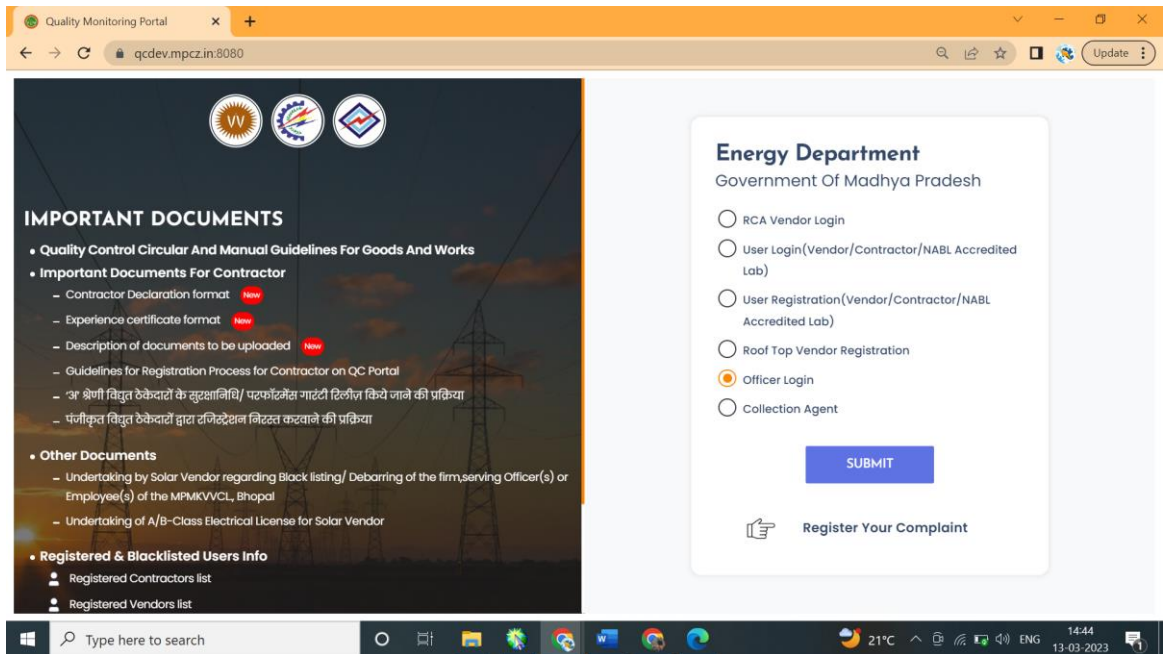 Quality Monitoring Portal
qcdev.mpcz.in:8080
Update
VV
IMPORTANT DOCUMENTS
Quality Control Circular And Manual Guidelines For Goods And Works
Important Documents For Contractor
Contractor Declaration format New
Experience certificate format New
Description of documents to be uploaded New
Guidelines for Registration Process for Contractor on QC Portal
'अ' श्रेणी विद्युत ठेकेदारों के सुरक्षानिधि/ परफॉरमेंस गारंटी रिलीज़ किये जाने की प्रक्रिया
पंजीकृत विद्युत ठेकेदारों द्वारा रजिस्ट्रेशन निरस्त करवाने की प्रक्रिया
Other Documents
Undertaking by Solar Vendor regarding Black listing/ Debarring of the firm,serving Officer(s) or
Employee(s) of the MPMKVVCL, Bhopal
Undertaking of A/B-Class Electrical License for Solar Vendor
Registered & Blacklisted Users Info
Registered Contractors list
Registered Vendors list
Energy Department
Government Of Madhya Pradesh
RCA Vendor Login
User Login(Vendor/Contractor/NABL Accredited
Lab)
User Registration(Vendor/Contractor/NABL
Accredited Lab)
Roof Top Vendor Registration
Officer Login
Collection Agent
SUBMIT
Register Your Complaint
Type here to search
21°C
ENG
14:44
13-03-2023
1